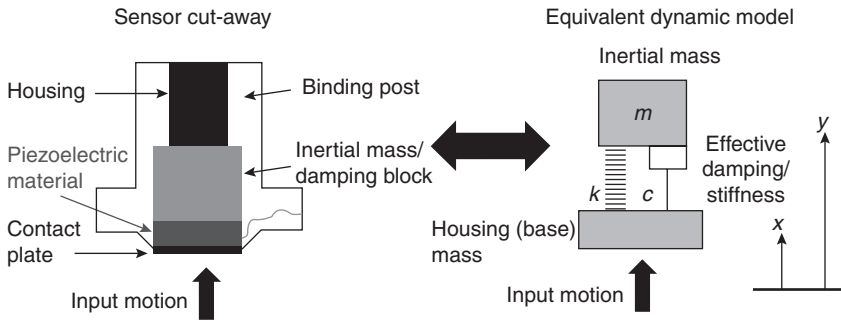 Sensor cut-away
Housing
Binding post
Piezoelectric
material
Inertial mass/
damping block
Contact
plate
Input motion
Equivalent dynamic model
Inertial mass
m
y
Effective
damping/
stiffness
k
c
Housing (base)
mass
x
Input motion